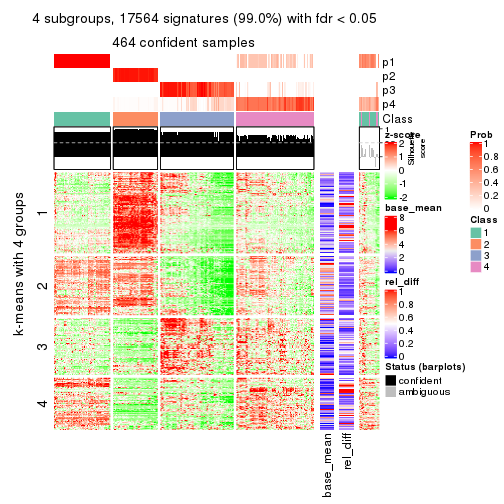 4 subgroups, 17564 signatures (99.0%) with fdr < 0.05
464 confident samples
p1
p2
p3
p4
Class
1
Silhouette
score
z-score
2
1
0
-1
-2
base_mean
8
6
4
2
0
rel_diff
1
0.8
0.6
0.4
0.2
0
Status (barplots)
confident
ambiguous
Prob
1
0.8
0.6
0.4
0.2
0
Class
1
2
3
4
k-means with 4 groups
1
2
3
4
base_mean
rel_diff